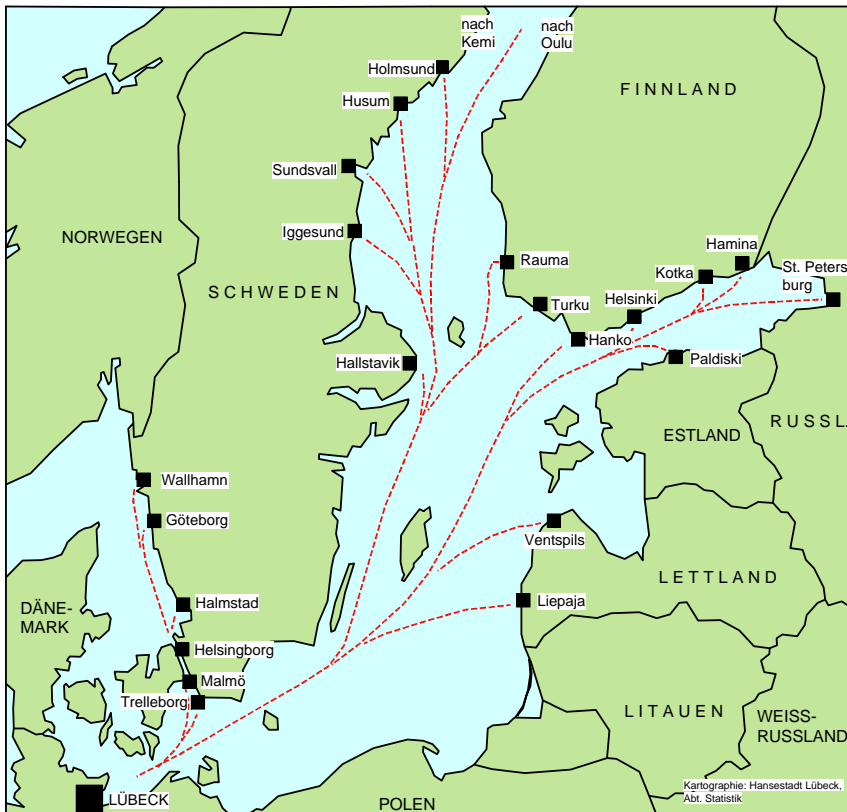 nach
Kemi
nach
Oulu
Holmsund
FINNLAND
Husum
Sundsvall
NORWEGEN
Iggesund
Hamina
Rauma
Kotka
St. Peters
burg
SCHWEDEN
Turku
Helsinki
Hanko
Hallstavik
Paldiski
ESTLAND
RUSSLA
Wallhamn
Göteborg
Ventspils
LETTLAND
DÄNE-
MARK
Halmstad
Liepaja
Helsingborg
Malmö
Trelleborg
LITAUEN
WEISS-
RUSSLAND
Kartographie: Hansestadt Lübeck,
Abt. Statistik
LÜBECK
POLEN